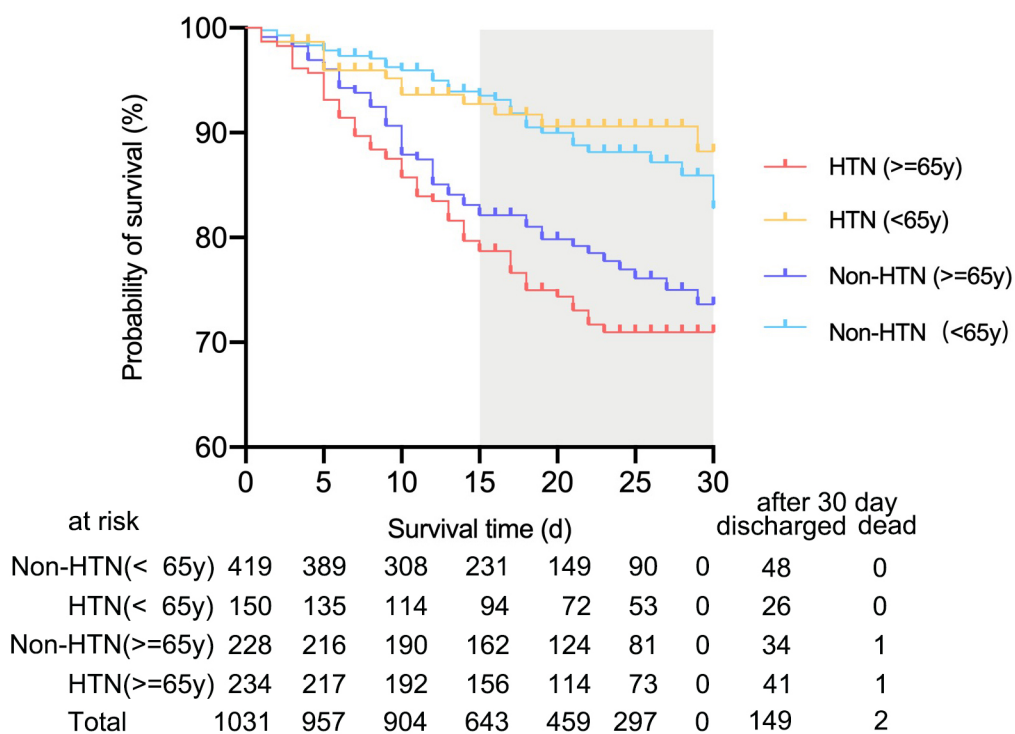 100
90
80
70
60
Probability of survival (%)
0 5 10 15 20 25 30
Survival time (d)
HTN (>=65y)
HTN (<65y)
Non-HTN (>=65y)
Non-HTN (<65y)
at risk
after 30 day
discharged dead
Non-HTN(< 65y) 419 389 308 231 149 90 0 48 0
HTN(< 65y) 150 135 114 94 72 53 0 26 0
Non-HTN(>=65y) 228 216 190 162 124 81 0 34 1
HTN(>=65y) 234 217 192 156 114 73 0 41 1
Total 1031 957 904 643 459 297 0 149 2